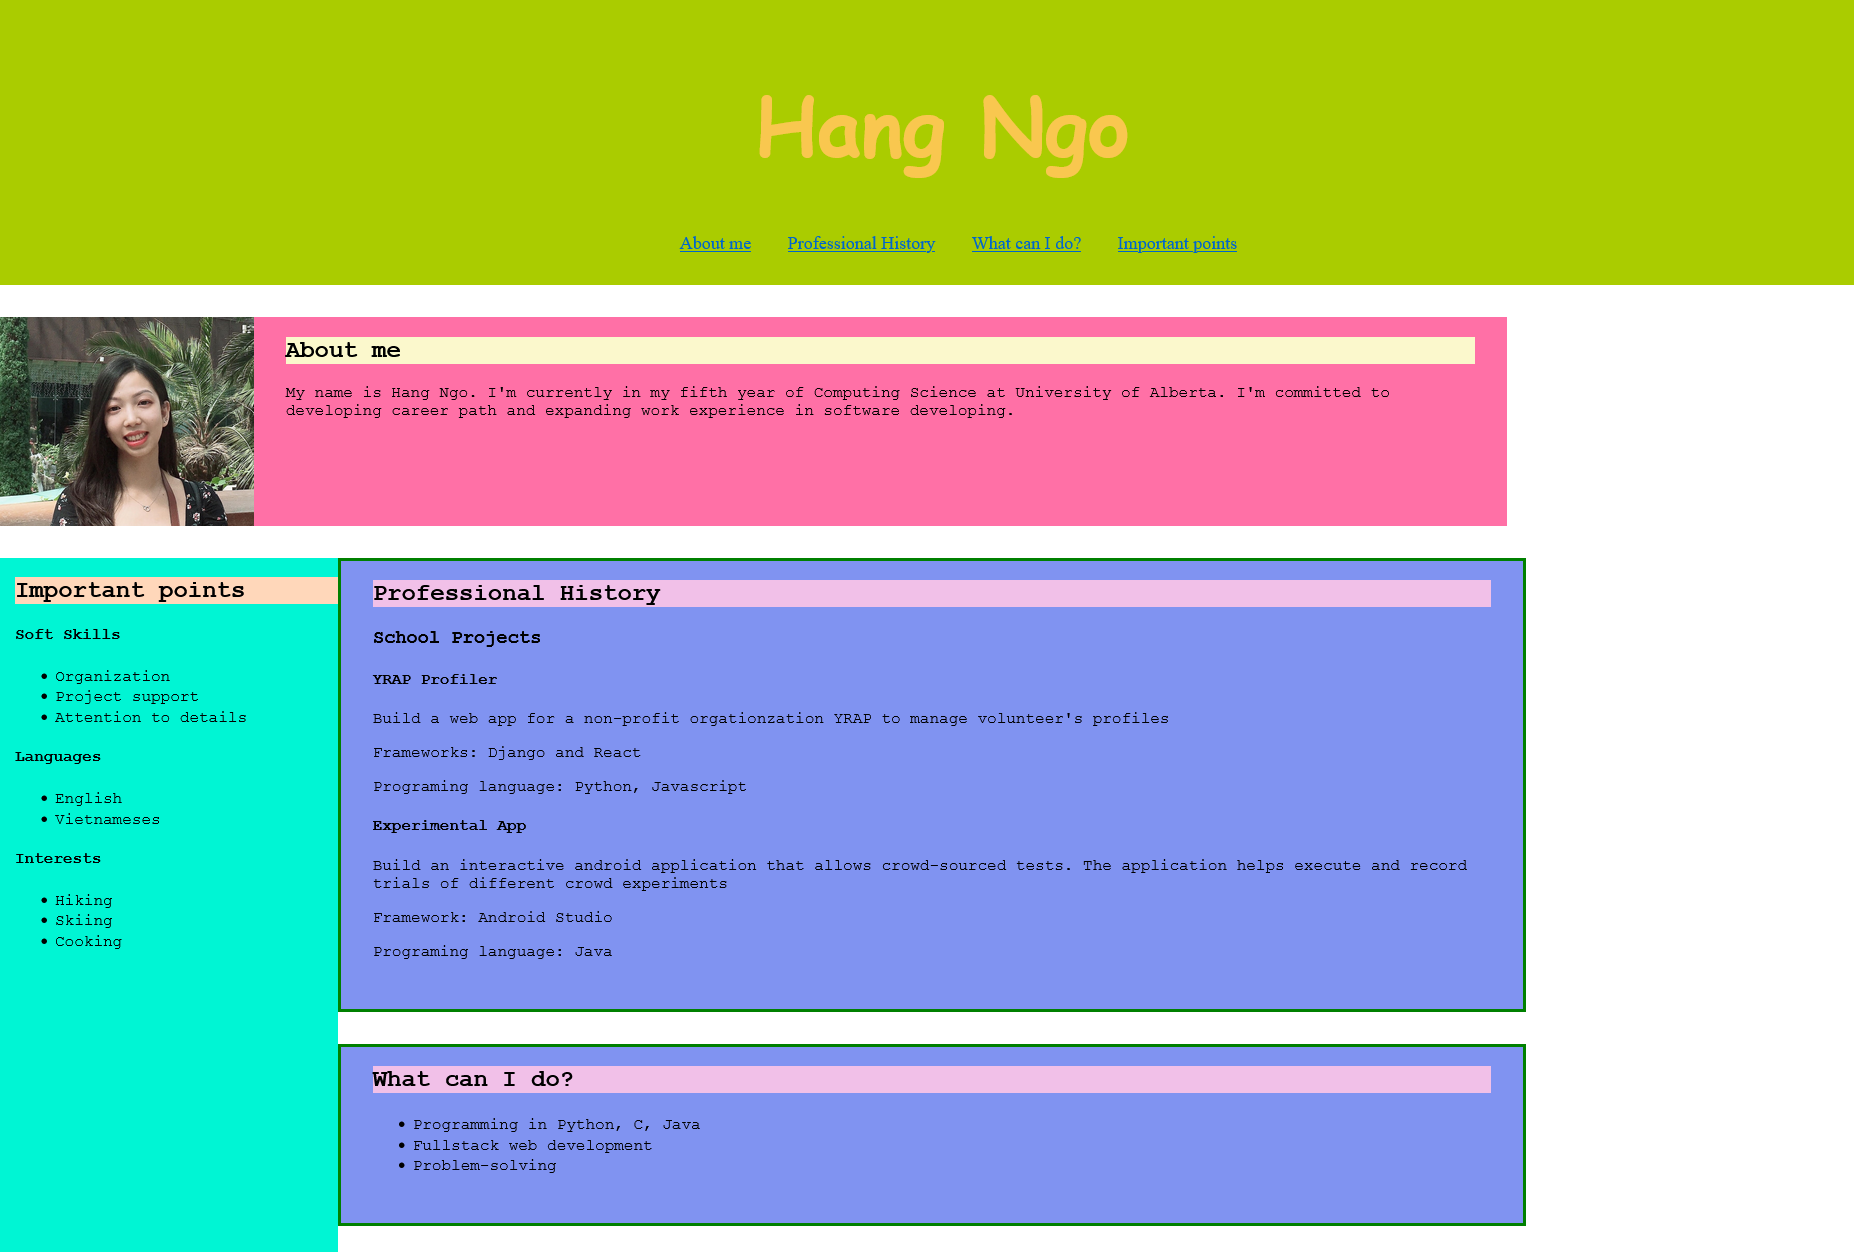 Hang Ngo
About me Professional History What can I do? Important points
About me
My name is Hang Ngo. I'm currently in my fifth year of Computing Science at University of Alberta. I'm committed to
developing career path and expanding work experience in software developing.
Important points
Soft Skills
• Organization
• Project support
• Attention to details
Languages
• English
• Vietnameses
Interests
• Hiking
• Skiing
• Cooking
Professional History
School Projects
YRAP Profiler
Build a web app for a non-profit orgationzation YRAP to manage volunteer's profiles
Frameworks: Django and React
Programing language: Python, Javascript
Experimental App
Build an interactive android application that allows crowd-sourced tests. The application helps execute and record
trials of different crowd experiments
Framework: Android Studio
Programing language: Java
What can I do?
• Programming in Python, C, Java
• Fullstack web development
• Problem-solving